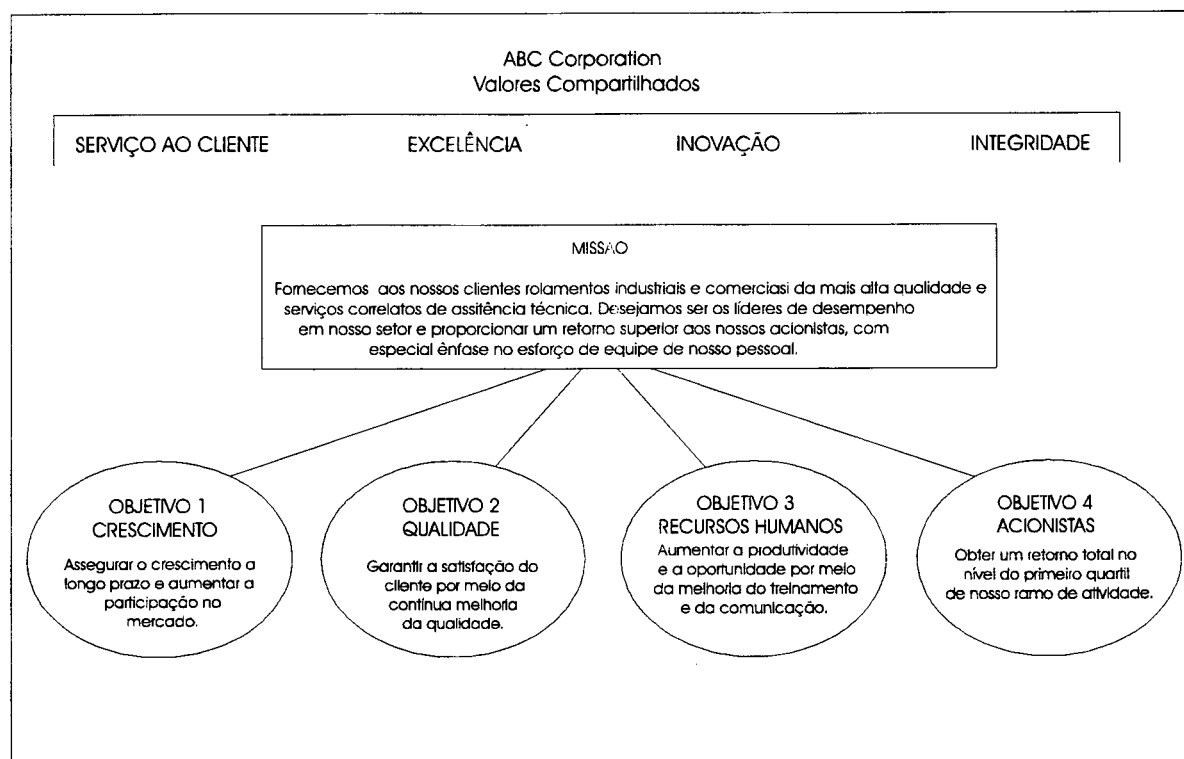 ABC Corporation
Valores Compartilhados
SERVIÇO AO CLIENTE EXCELÊNCIA INOVAÇÃO INTEGRIDADE
MISSÃO
Fornecemos aos nossos clientes rolamentos industriais e comerciasi da mais alta qualidade e
serviços correlatos de assitência técnica. Desejamos ser os líderes de desempenho
em nosso setor e proporcionar um retorno superior aos nossos acionistas, com
especial ênfase no esforço de equipe de nosso pessoal.
OBJETIVO 1
CRESCIMENTO
Assegurar o crescimento a
longo prazo e aumentar a
participação no
mercado.
OBJETIVO 2
QUALIDADE
Garantir a satisfação do
cliente por meio da
contínua melhoria
da qualidade.
OBJETIVO 3
RECURSOS HUMANOS
Aumentar a produtividade
e a oportunidade por meio
da melhoria do treinamento
e da comunicação.
OBJETIVO 4
ACIONISTAS
Obter um retorno total no
nível do primeiro quartil
de nosso ramo de atividade.